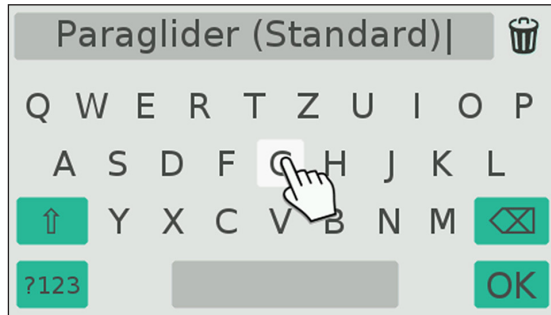 Paraglider (Standard)|
Q W E R T Z U I O P
A S D F G H J K L
⇧ Y X C V B N M ⌫
?123 OK